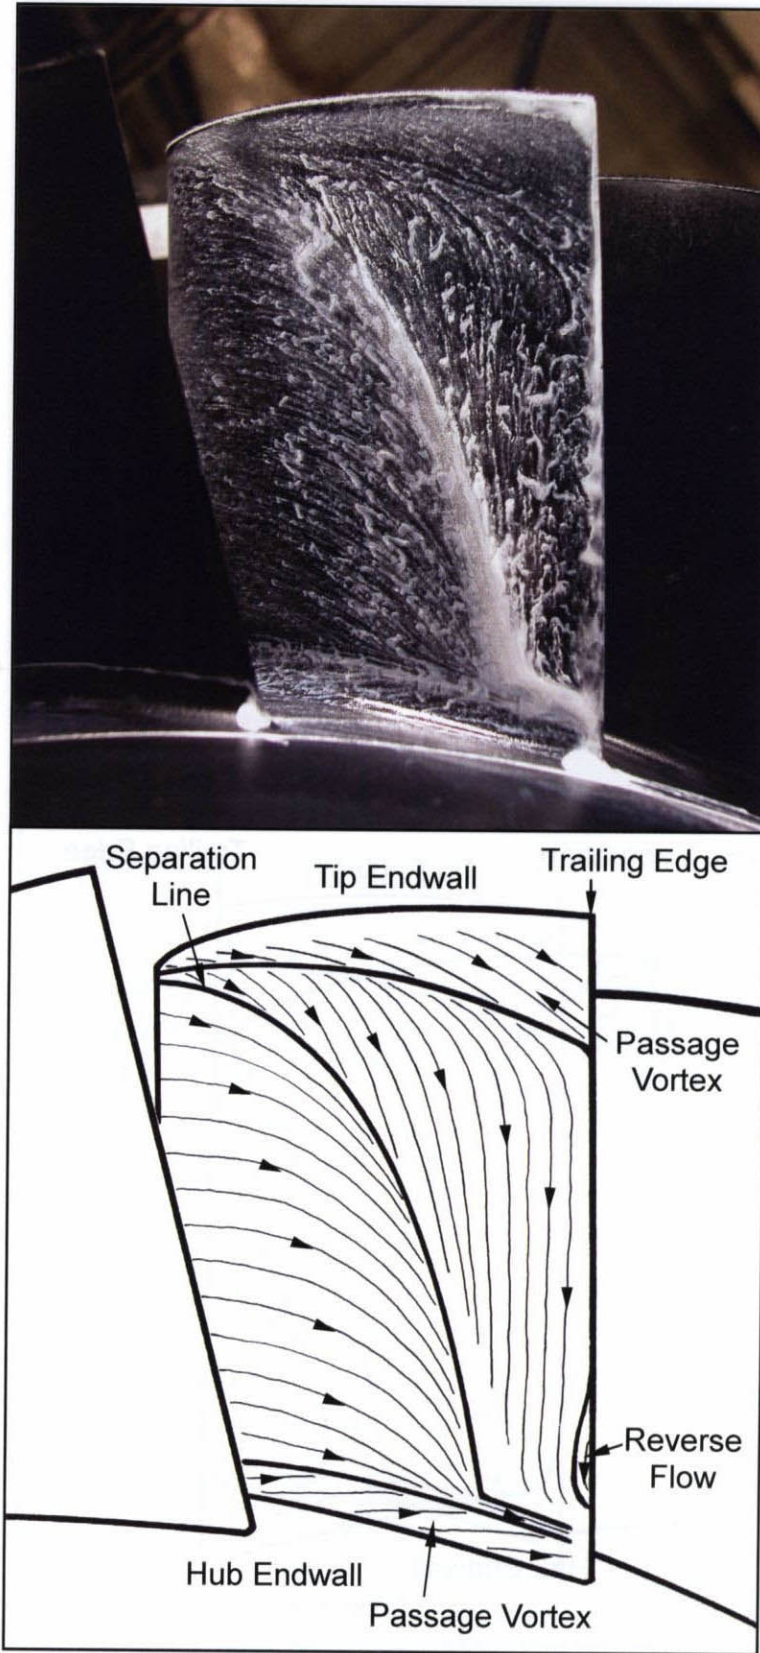 Separation
Line
Tip Endwall
Trailing Edge
Passage
Vortex
Reverse
Flow
Hub Endwall
Passage Vortex